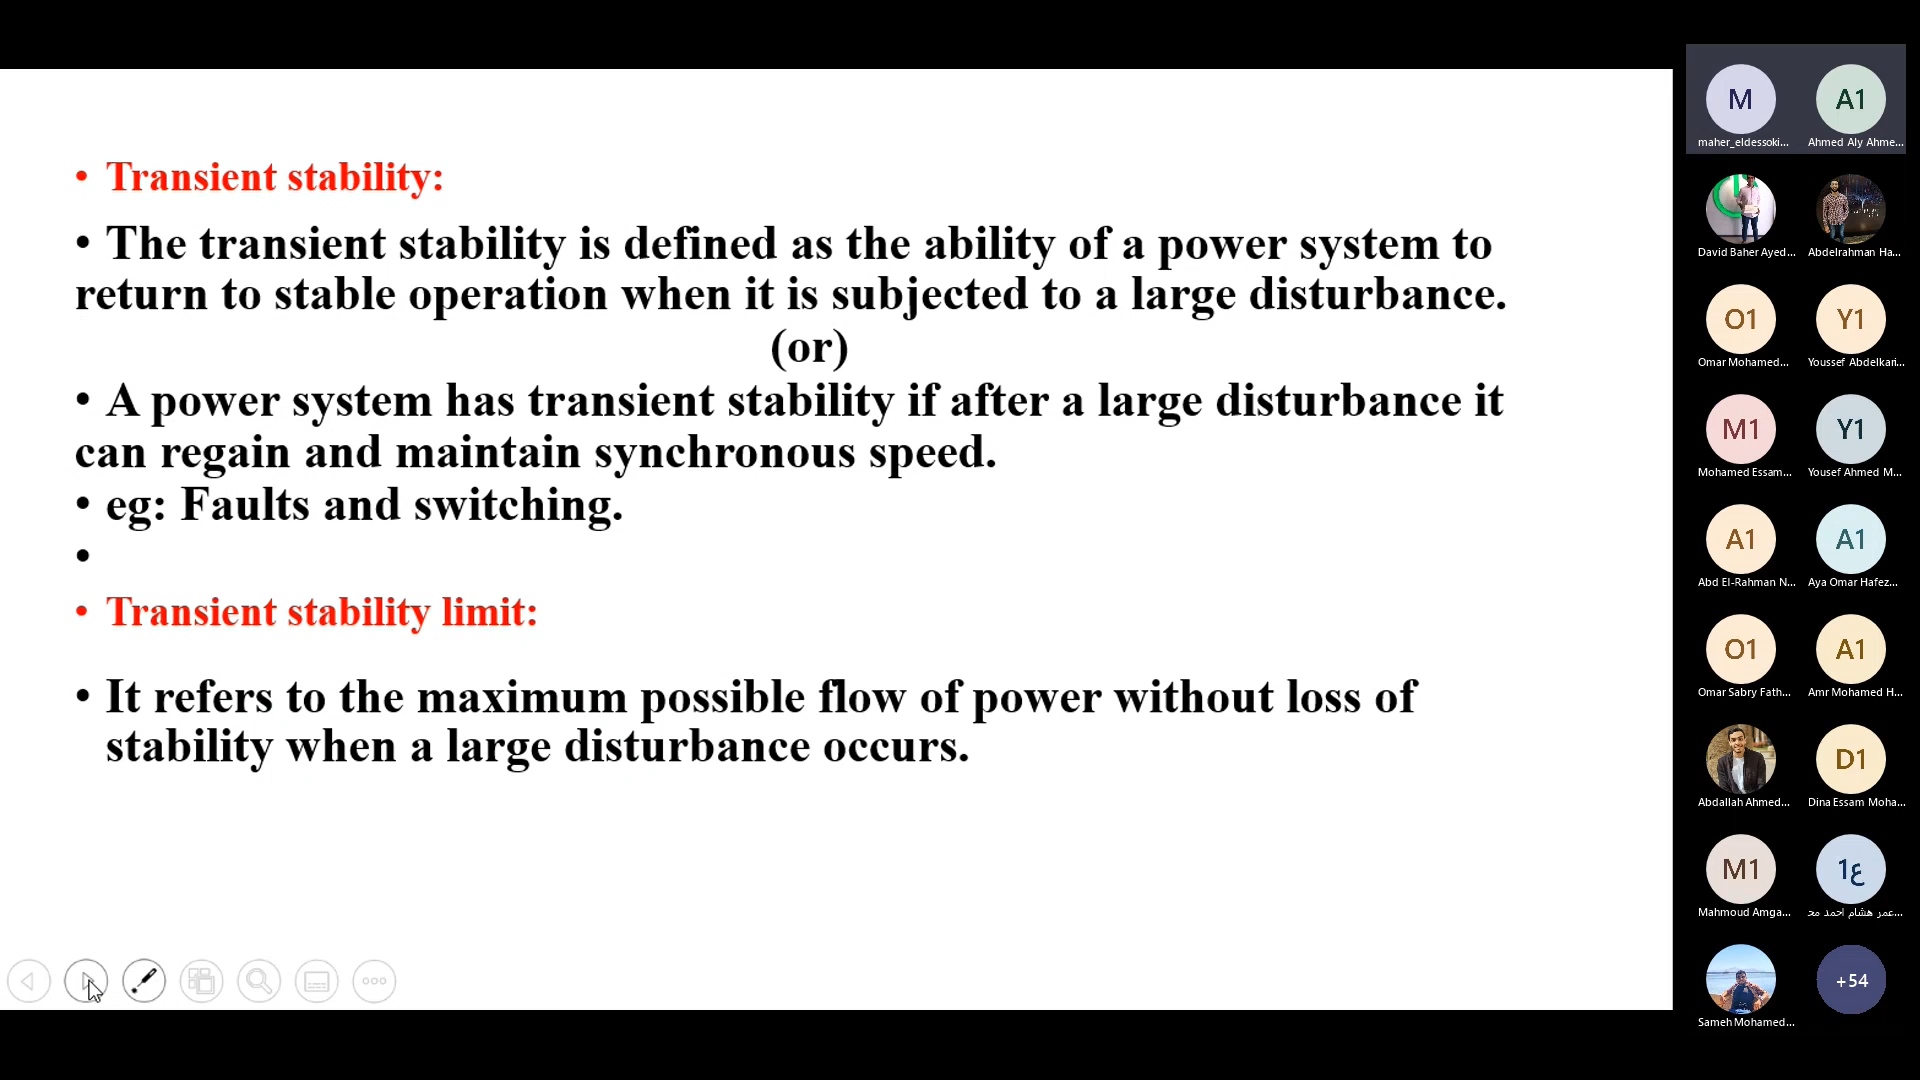 • Transient stability:
• The transient stability is defined as the ability of a power system to
return to stable operation when it is subjected to a large disturbance.
(or)
• A power system has transient stability if after a large disturbance it
can regain and maintain synchronous speed.
• eg: Faults and switching.
•
• Transient stability limit:
• It refers to the maximum possible flow of power without loss of
stability when a large disturbance occurs.
M
maher_eldessoki...
A1
Ahmed Aly Ahme...
David Baher Ayed...
Abdelrahman Ha...
O1
Omar Mohamed...
Y1
Youssef Abdelkari...
M1
Mohamed Essam...
Y1
Yousef Ahmed M...
A1
Abd El-Rahman N...
A1
Aya Omar Hafez...
O1
Omar Sabry Fath...
A1
Amr Mohamed H...
Abdallah Ahmed...
D1
Dina Essam Moha...
M1
Mahmoud Amga...
ع1
عمر هشام احمد مح...
Sameh Mohamed...
+54